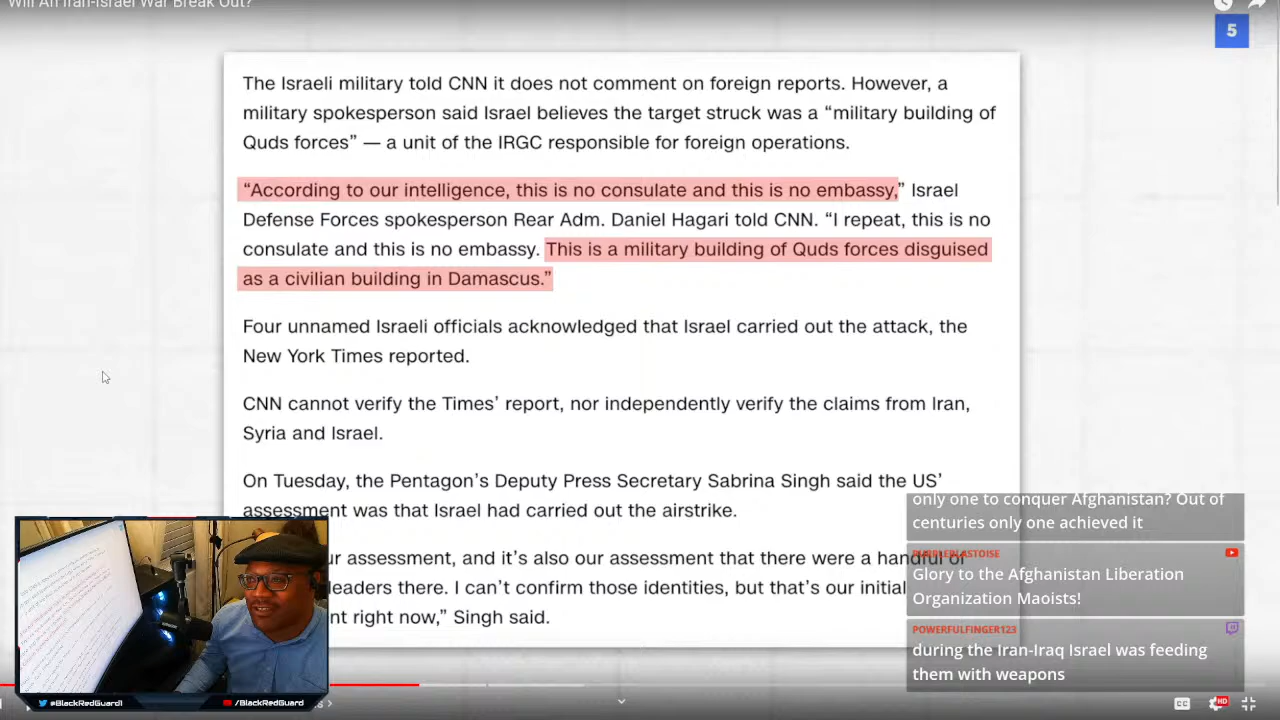 Will An Iran-Israel War Break Out?
5
The Israeli military told CNN it does not comment on foreign reports. However, a
military spokesperson said Israel believes the target struck was a “military building of
Quds forces” — a unit of the IRGC responsible for foreign operations.
“According to our intelligence, this is no consulate and this is no embassy,” Israel
Defense Forces spokesperson Rear Adm. Daniel Hagari told CNN. “I repeat, this is no
consulate and this is no embassy. This is a military building of Quds forces disguised
as a civilian building in Damascus.”
Four unnamed Israeli officials acknowledged that Israel carried out the attack, the
New York Times reported.
CNN cannot verify the Times’ report, nor independently verify the claims from Iran,
Syria and Israel.
On Tuesday, the Pentagon’s Deputy Press Secretary Sabrina Singh said the US’
assessment was that Israel had carried out the airstrike.
ur assessment, and it’s also our assessment that there were a handful of
leaders there. I can’t confirm those identities, but that’s our initial
nt right now,” Singh said.
only one to conquer Afghanistan? Out of
centuries only one achieved it
Glory to the Afghanistan Liberation
Organization Maoists!
POWERFULFINGER123
during the Iran-Iraq Israel was feeding
them with weapons
@BlackRedGuard1
/BlackRedGuard
CC
HD